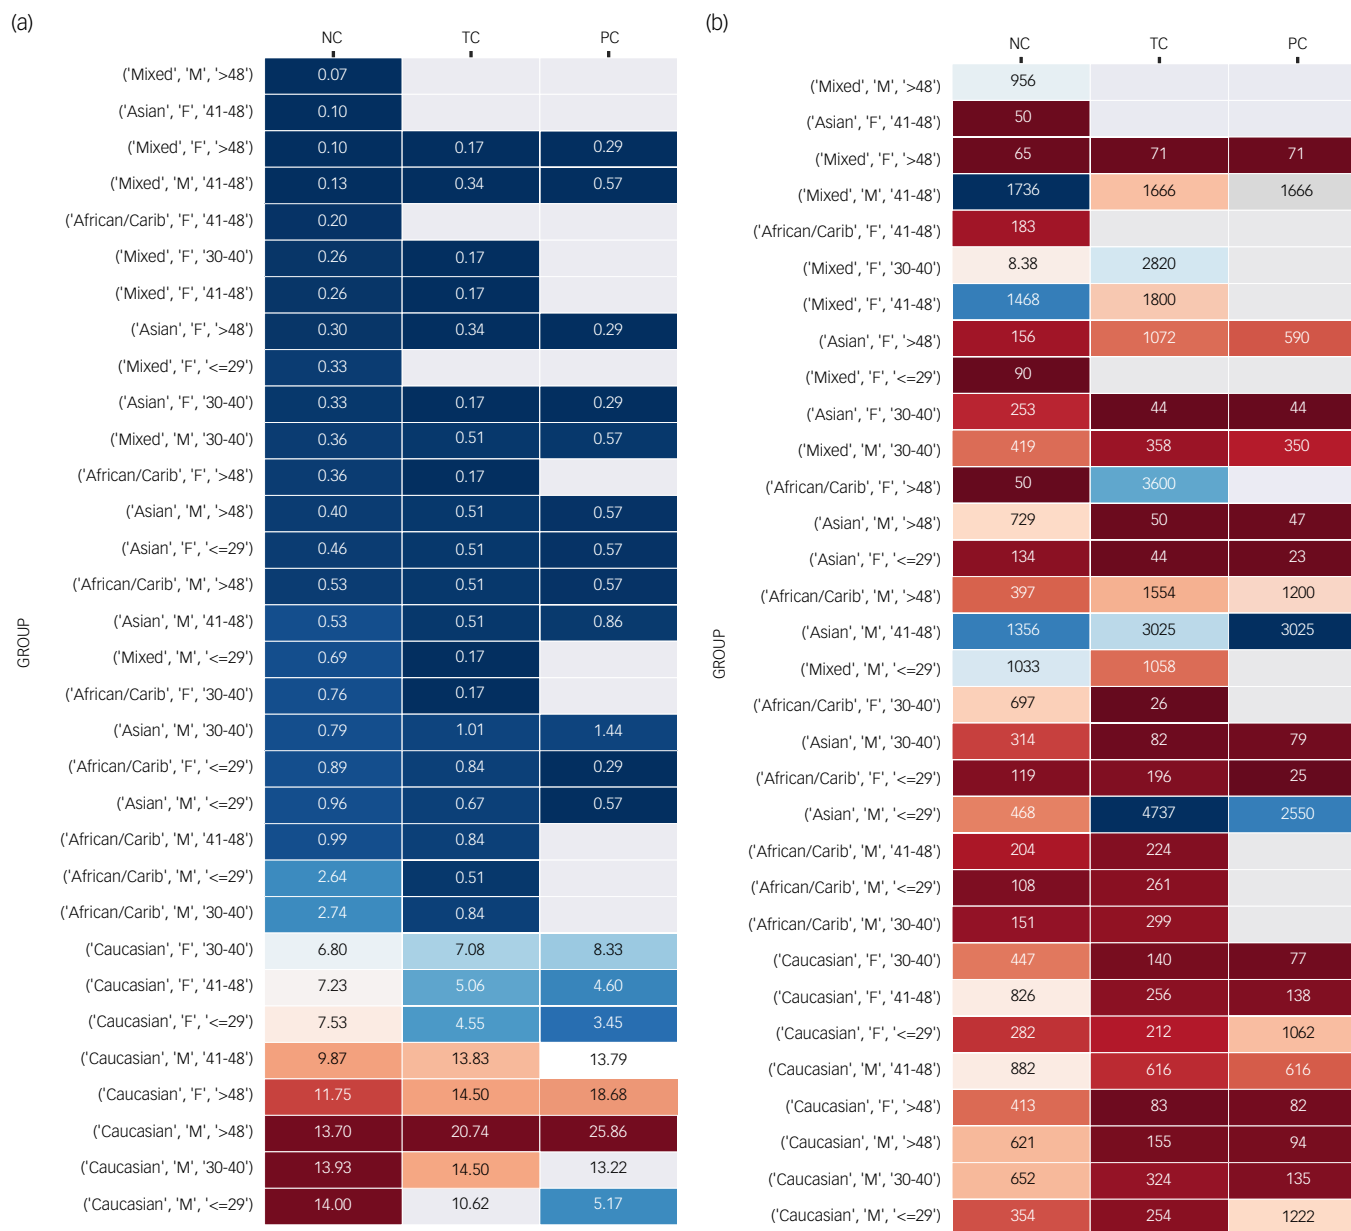 (a)
NC TC PC
('Mixed', 'M', '>48') 0.07
('Asian', 'F', '41-48') 0.10
('Mixed', 'F', '>48') 0.10 0.17 0.29
('Mixed', 'M', '41-48') 0.13 0.34 0.57
('African/Carib', 'F', '41-48') 0.20
('Mixed', 'F', '30-40') 0.26 0.17
('Mixed', 'F', '41-48') 0.26 0.17
('Asian', 'F', '>48') 0.30 0.34 0.29
('Mixed', 'F', '<=29') 0.33
('Asian', 'F', '30-40') 0.33 0.17 0.29
('Mixed', 'M', '30-40') 0.36 0.51 0.57
('African/Carib', 'F', '>48') 0.36 0.17
('Asian', 'M', '>48') 0.40 0.51 0.57
('Asian', 'F', '<=29') 0.46 0.51 0.57
('African/Carib', 'M', '>48') 0.53 0.51 0.57
('Asian', 'M', '41-48') 0.53 0.51 0.86
('Mixed', 'M', '<=29') 0.69 0.17
('African/Carib', 'F', '30-40') 0.76 0.17
('Asian', 'M', '30-40') 0.79 1.01 1.44
('African/Carib', 'F', '<=29') 0.89 0.84 0.29
('Asian', 'M', '<=29') 0.96 0.67 0.57
('African/Carib', 'M', '41-48') 0.99 0.84
('African/Carib', 'M', '<=29') 2.64 0.51
('African/Carib', 'M', '30-40') 2.74 0.84
('Caucasian', 'F', '30-40') 6.80 7.08 8.33
('Caucasian', 'F', '41-48') 7.23 5.06 4.60
('Caucasian', 'F', '<=29') 7.53 4.55 3.45
('Caucasian', 'M', '41-48') 9.87 13.83 13.79
('Caucasian', 'F', '>48') 11.75 14.50 18.68
('Caucasian', 'M', '>48') 13.70 20.74 25.86
('Caucasian', 'M', '30-40') 13.93 14.50 13.22
('Caucasian', 'M', '<=29') 14.00 10.62 5.17
GROUP
(b)
NC TC PC
('Mixed', 'M', '>48') 956
('Asian', 'F', '41-48') 50
('Mixed', 'F', '>48') 65 71 71
('Mixed', 'M', '41-48') 1736 1666 1666
('African/Carib', 'F', '41-48') 183
('Mixed', 'F', '30-40') 8.38 2820
('Mixed', 'F', '41-48') 1468 1800
('Asian', 'F', '>48') 156 1072 590
('Mixed', 'F', '<=29') 90
('Asian', 'F', '30-40') 253 44 44
('Mixed', 'M', '30-40') 419 358 350
('African/Carib', 'F', '>48') 50 3600
('Asian', 'M', '>48') 729 50 47
('Asian', 'F', '<=29') 134 44 23
('African/Carib', 'M', '>48') 397 1554 1200
('Asian', 'M', '41-48') 1356 3025 3025
('Mixed', 'M', '<=29') 1033 1058
('African/Carib', 'F', '30-40') 697 26
('Asian', 'M', '30-40') 314 82 79
('African/Carib', 'F', '<=29') 119 196 25
('Asian', 'M', '<=29') 468 4737 2550
('African/Carib', 'M', '41-48') 204 224
('African/Carib', 'M', '<=29') 108 261
('African/Carib', 'M', '30-40') 151 299
('Caucasian', 'F', '30-40') 447 140 77
('Caucasian', 'F', '41-48') 826 256 138
('Caucasian', 'F', '<=29') 282 212 1062
('Caucasian', 'M', '41-48') 882 616 616
('Caucasian', 'F', '>48') 413 83 82
('Caucasian', 'M', '>48') 621 155 94
('Caucasian', 'M', '30-40') 652 324 135
('Caucasian', 'M', '<=29') 354 254 1222
GROUP